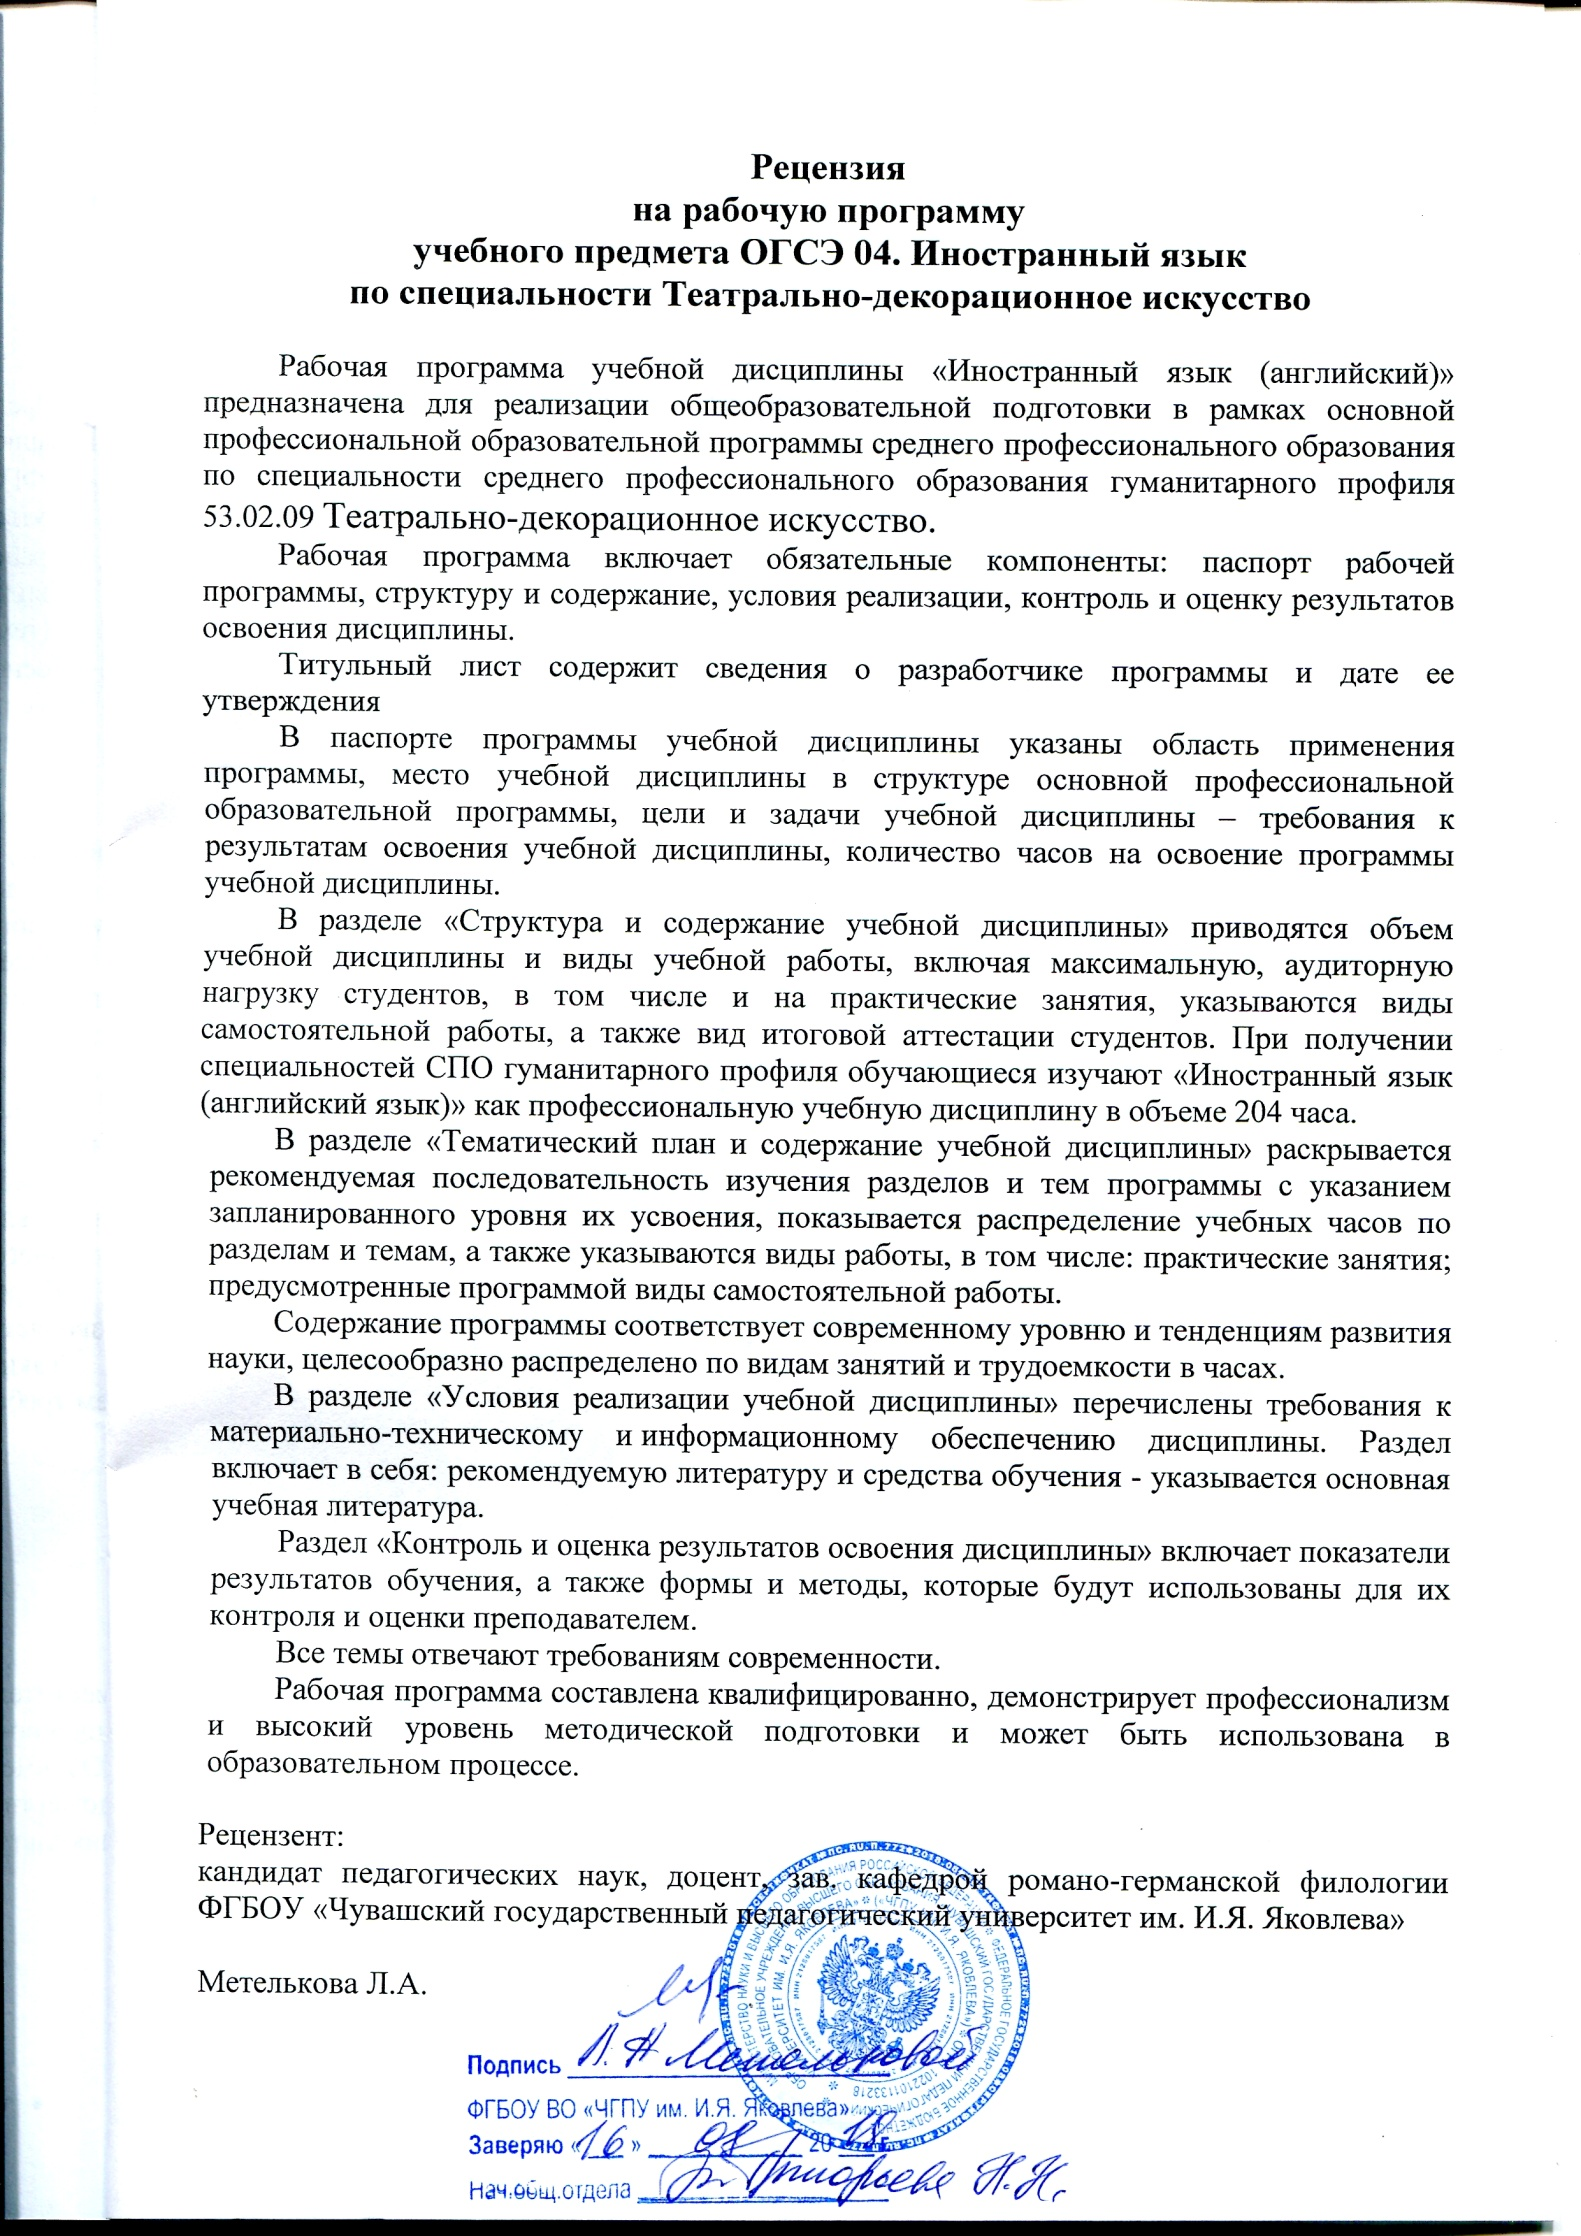 Рецензия
на рабочую программу
учебного предмета ОГСЭ 04. Иностранный язык
по специальности Театрально-декорационное искусство
Рабочая программа учебной дисциплины «Иностранный язык (английский)»
предназначена для реализации общеобразовательной подготовки в рамках основной
профессиональной образовательной программы среднего профессионального образования
по специальности среднего профессионального образования гуманитарного профиля
53.02.09 Театрально-декорационное искусство.
Рабочая программа включает обязательные компоненты: паспорт рабочей
программы, структуру и содержание, условия реализации, контроль и оценку результатов
освоения дисциплины.
Титульный лист содержит сведения о разработчике программы и дате ее
утверждения
В паспорте программы учебной дисциплины указаны область применения
программы, место учебной дисциплины в структуре основной профессиональной
образовательной программы, цели и задачи учебной дисциплины – требования к
результатам освоения учебной дисциплины, количество часов на освоение программы
учебной дисциплины.
В разделе «Структура и содержание учебной дисциплины» приводятся объем
учебной дисциплины и виды учебной работы, включая максимальную, аудиторную
нагрузку студентов, в том числе и на практические занятия, указываются виды
самостоятельной работы, а также вид итоговой аттестации студентов. При получении
специальностей СПО гуманитарного профиля обучающиеся изучают «Иностранный язык
(английский язык)» как профессиональную учебную дисциплину в объеме 204 часа.
В разделе «Тематический план и содержание учебной дисциплины» раскрывается
рекомендуемая последовательность изучения разделов и тем программы с указанием
запланированного уровня их усвоения, показывается распределение учебных часов по
разделам и темам, а также указываются виды работы, в том числе: практические занятия;
предусмотренные программой виды самостоятельной работы.
Содержание программы соответствует современному уровню и тенденциям развития
науки, целесообразно распределено по видам занятий и трудоемкости в часах.
В разделе «Условия реализации учебной дисциплины» перечислены требования к
материально-техническому и информационному обеспечению дисциплины. Раздел
включает в себя: рекомендуемую литературу и средства обучения - указывается основная
учебная литература.
Раздел «Контроль и оценка результатов освоения дисциплины» включает показатели
результатов обучения, а также формы и методы, которые будут использованы для их
контроля и оценки преподавателем.
Все темы отвечают требованиям современности.
Рабочая программа составлена квалифицированно, демонстрирует профессионализм
и высокий уровень методической подготовки и может быть использована в
образовательном процессе.
Рецензент:
кандидат педагогических наук, доцент, зав. кафедрой романо-германской филологии
ФГБОУ «Чувашский государственный педагогический университет им. И.Я. Яковлева»
Метелькова Л.А.
Подпись
ФГБОУ ВО «ЧГПУ им. И.Я. Яковлева»
Заверяю «16» 20 18 г.
Нач.общ.отдела Григорьева Н.Н.